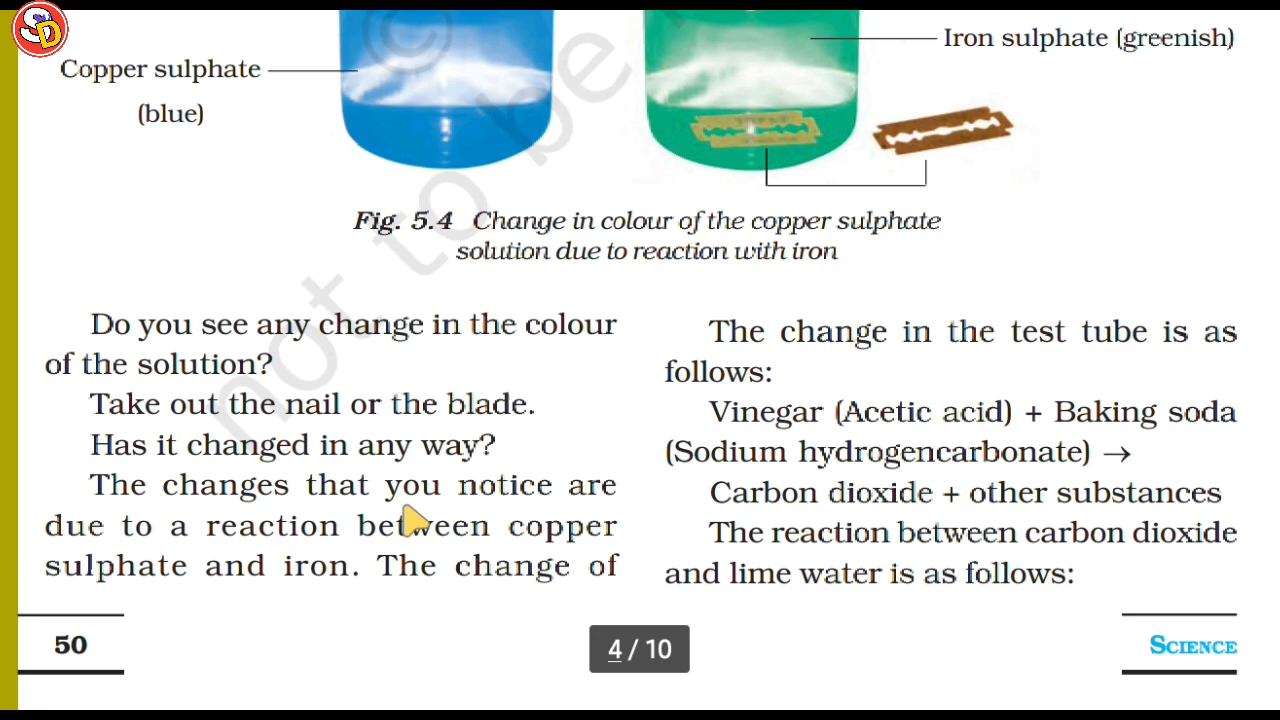 SD
Copper sulphate
(blue)
Iron sulphate (greenish)
©
not to be
Fig. 5.4 Change in colour of the copper sulphate
solution due to reaction with iron
Do you see any change in the colour
of the solution?
Take out the nail or the blade.
Has it changed in any way?
The changes that you notice are
due to a reaction between copper
sulphate and iron. The change of
The change in the test tube is as
follows:
Vinegar (Acetic acid) + Baking soda
(Sodium hydrogencarbonate) →
Carbon dioxide + other substances
The reaction between carbon dioxide
and lime water is as follows:
50
4 / 10
SCIENCE